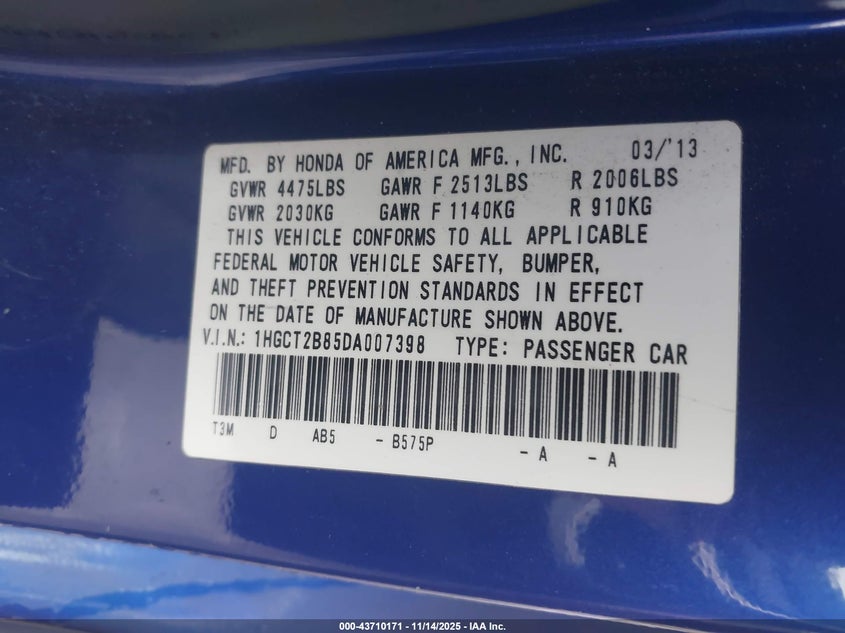 MFD. BY HONDA OF AMERICA MFG., INC. 03/'13
GVWR 4475LBS GAWR F 2513LBS R 2006LBS
GVWR 2030KG GAWR F 1140KG R 910KG
THIS VEHICLE CONFORMS TO ALL APPLICABLE
FEDERAL MOTOR VEHICLE SAFETY, BUMPER,
AND THEFT PREVENTION STANDARDS IN EFFECT
ON THE DATE OF MANUFACTURE SHOWN ABOVE.
V.I.N.: 1HGCT2B85DA007398 TYPE: PASSENGER CAR
T3M D AB5 - B575P - A - A
000-43710171 - 11/14/2025 - IAA Inc.